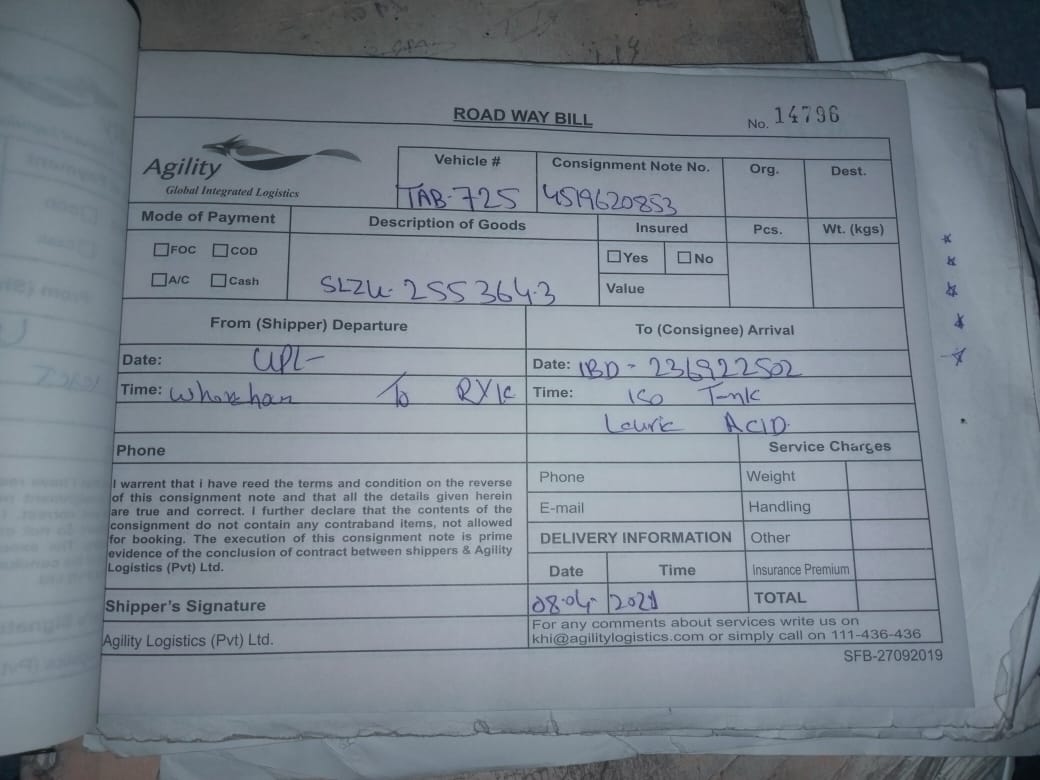 ROAD WAY BILL
No. 14796
Agility
Global Integrated Logistics
Vehicle #
Consignment Note No.
Org.
Dest.
TAB-725
4519620853
Mode of Payment
Description of Goods
Insured
Pcs.
Wt. (kgs)
FOC
COD
Yes
No
A/C
Cash
SLZU-2553643
Value
From (Shipper) Departure
To (Consignee) Arrival
Date: UPL-
Date: IBD-236922502
Time: Wharehan To RYK
Time: ISO Tank
Lauric ACID
Phone
Service Charges
I warrent that i have reed the terms and condition on the reverse
of this consignment note and that all the details given herein
are true and correct. I further declare that the contents of the
consignment do not contain any contraband items, not allowed
for booking. The execution of this consignment note is prime
evidence of the conclusion of contract between shippers & Agility
Logistics (Pvt) Ltd.
Phone
Weight
E-mail
Handling
DELIVERY INFORMATION
Other
Date
Time
Insurance Premium
Shipper's Signature
08-04-
2021
TOTAL
Agility Logistics (Pvt) Ltd.
For any comments about services write us on
khi@agilitylogistics.com or simply call on 111-436-436
SFB-27092019